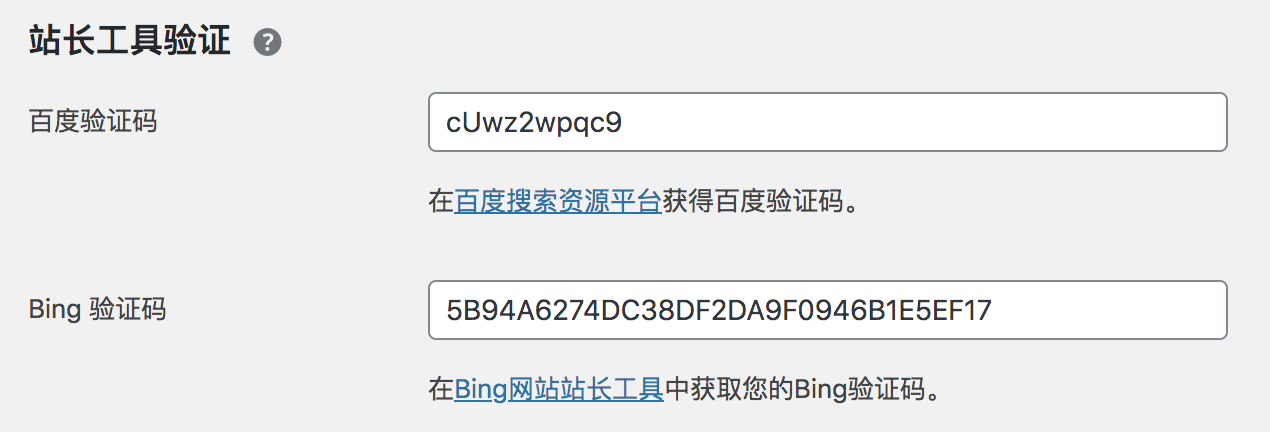 站长工具验证 ?
百度验证码
cUwz2wpqc9
在百度搜索资源平台获得百度验证码。
Bing 验证码
5B94A6274DC38DF2DA9F0946B1E5EF17
在Bing网站站长工具中获取您的Bing验证码。